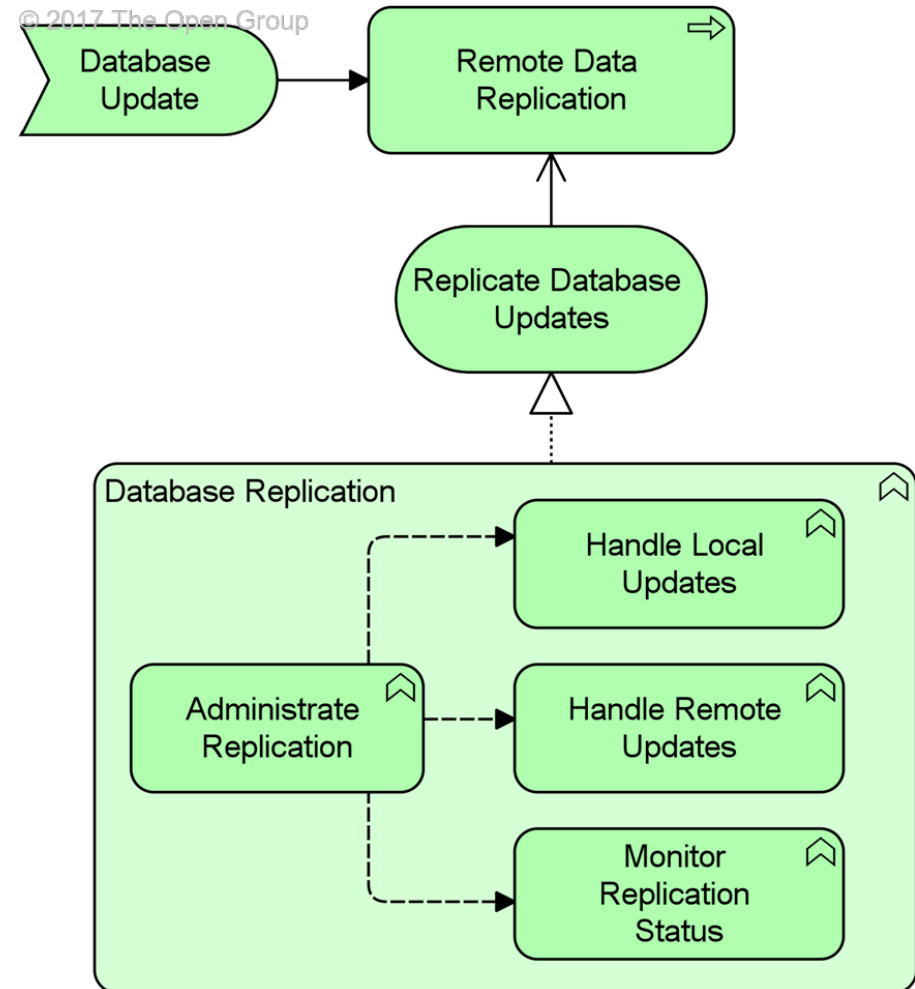 © 2017 The Open Group
Database
Update
Remote Data
Replication
Replicate Database
Updates
Database Replication
Handle Local
Updates
Administrate
Replication
Handle Remote
Updates
Monitor
Replication
Status